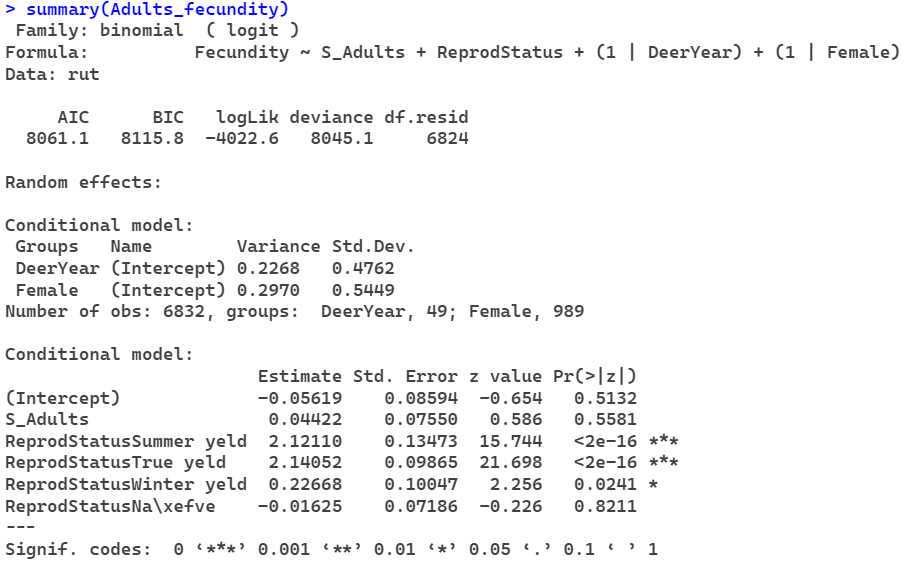 > summary(Adults_fecundity)
 Family: binomial  ( logit )
Formula:          Fecundity ~ S_Adults + ReprodStatus + (1 | DeerYear) + (1 | Female)
Data: rut

     AIC      BIC   logLik deviance df.resid
  8061.1   8115.8  -4022.6   8045.1     6824

Random effects:

Conditional model:
 Groups   Name        Variance Std.Dev.
 DeerYear (Intercept) 0.2268   0.4762
 Female   (Intercept) 0.2970   0.5449
Number of obs: 6832, groups:  DeerYear, 49; Female, 989

Conditional model:
                        Estimate Std. Error z value Pr(>|z|)
(Intercept)             -0.05619    0.08594  -0.654   0.5132
S_Adults                 0.04422    0.07550   0.586   0.5581
ReprodStatusSummer yeld  2.12110    0.13473  15.744   <2e-16 ***
ReprodStatusTrue yeld    2.14052    0.09865  21.698   <2e-16 ***
ReprodStatusWinter yeld  0.22668    0.10047   2.256   0.0241 *
ReprodStatusNa\xefve    -0.01625    0.07186  -0.226   0.8211
---
Signif. codes:  0 ‘***’ 0.001 ‘**’ 0.01 ‘*’ 0.05 ‘.’ 0.1 ‘ ’ 1